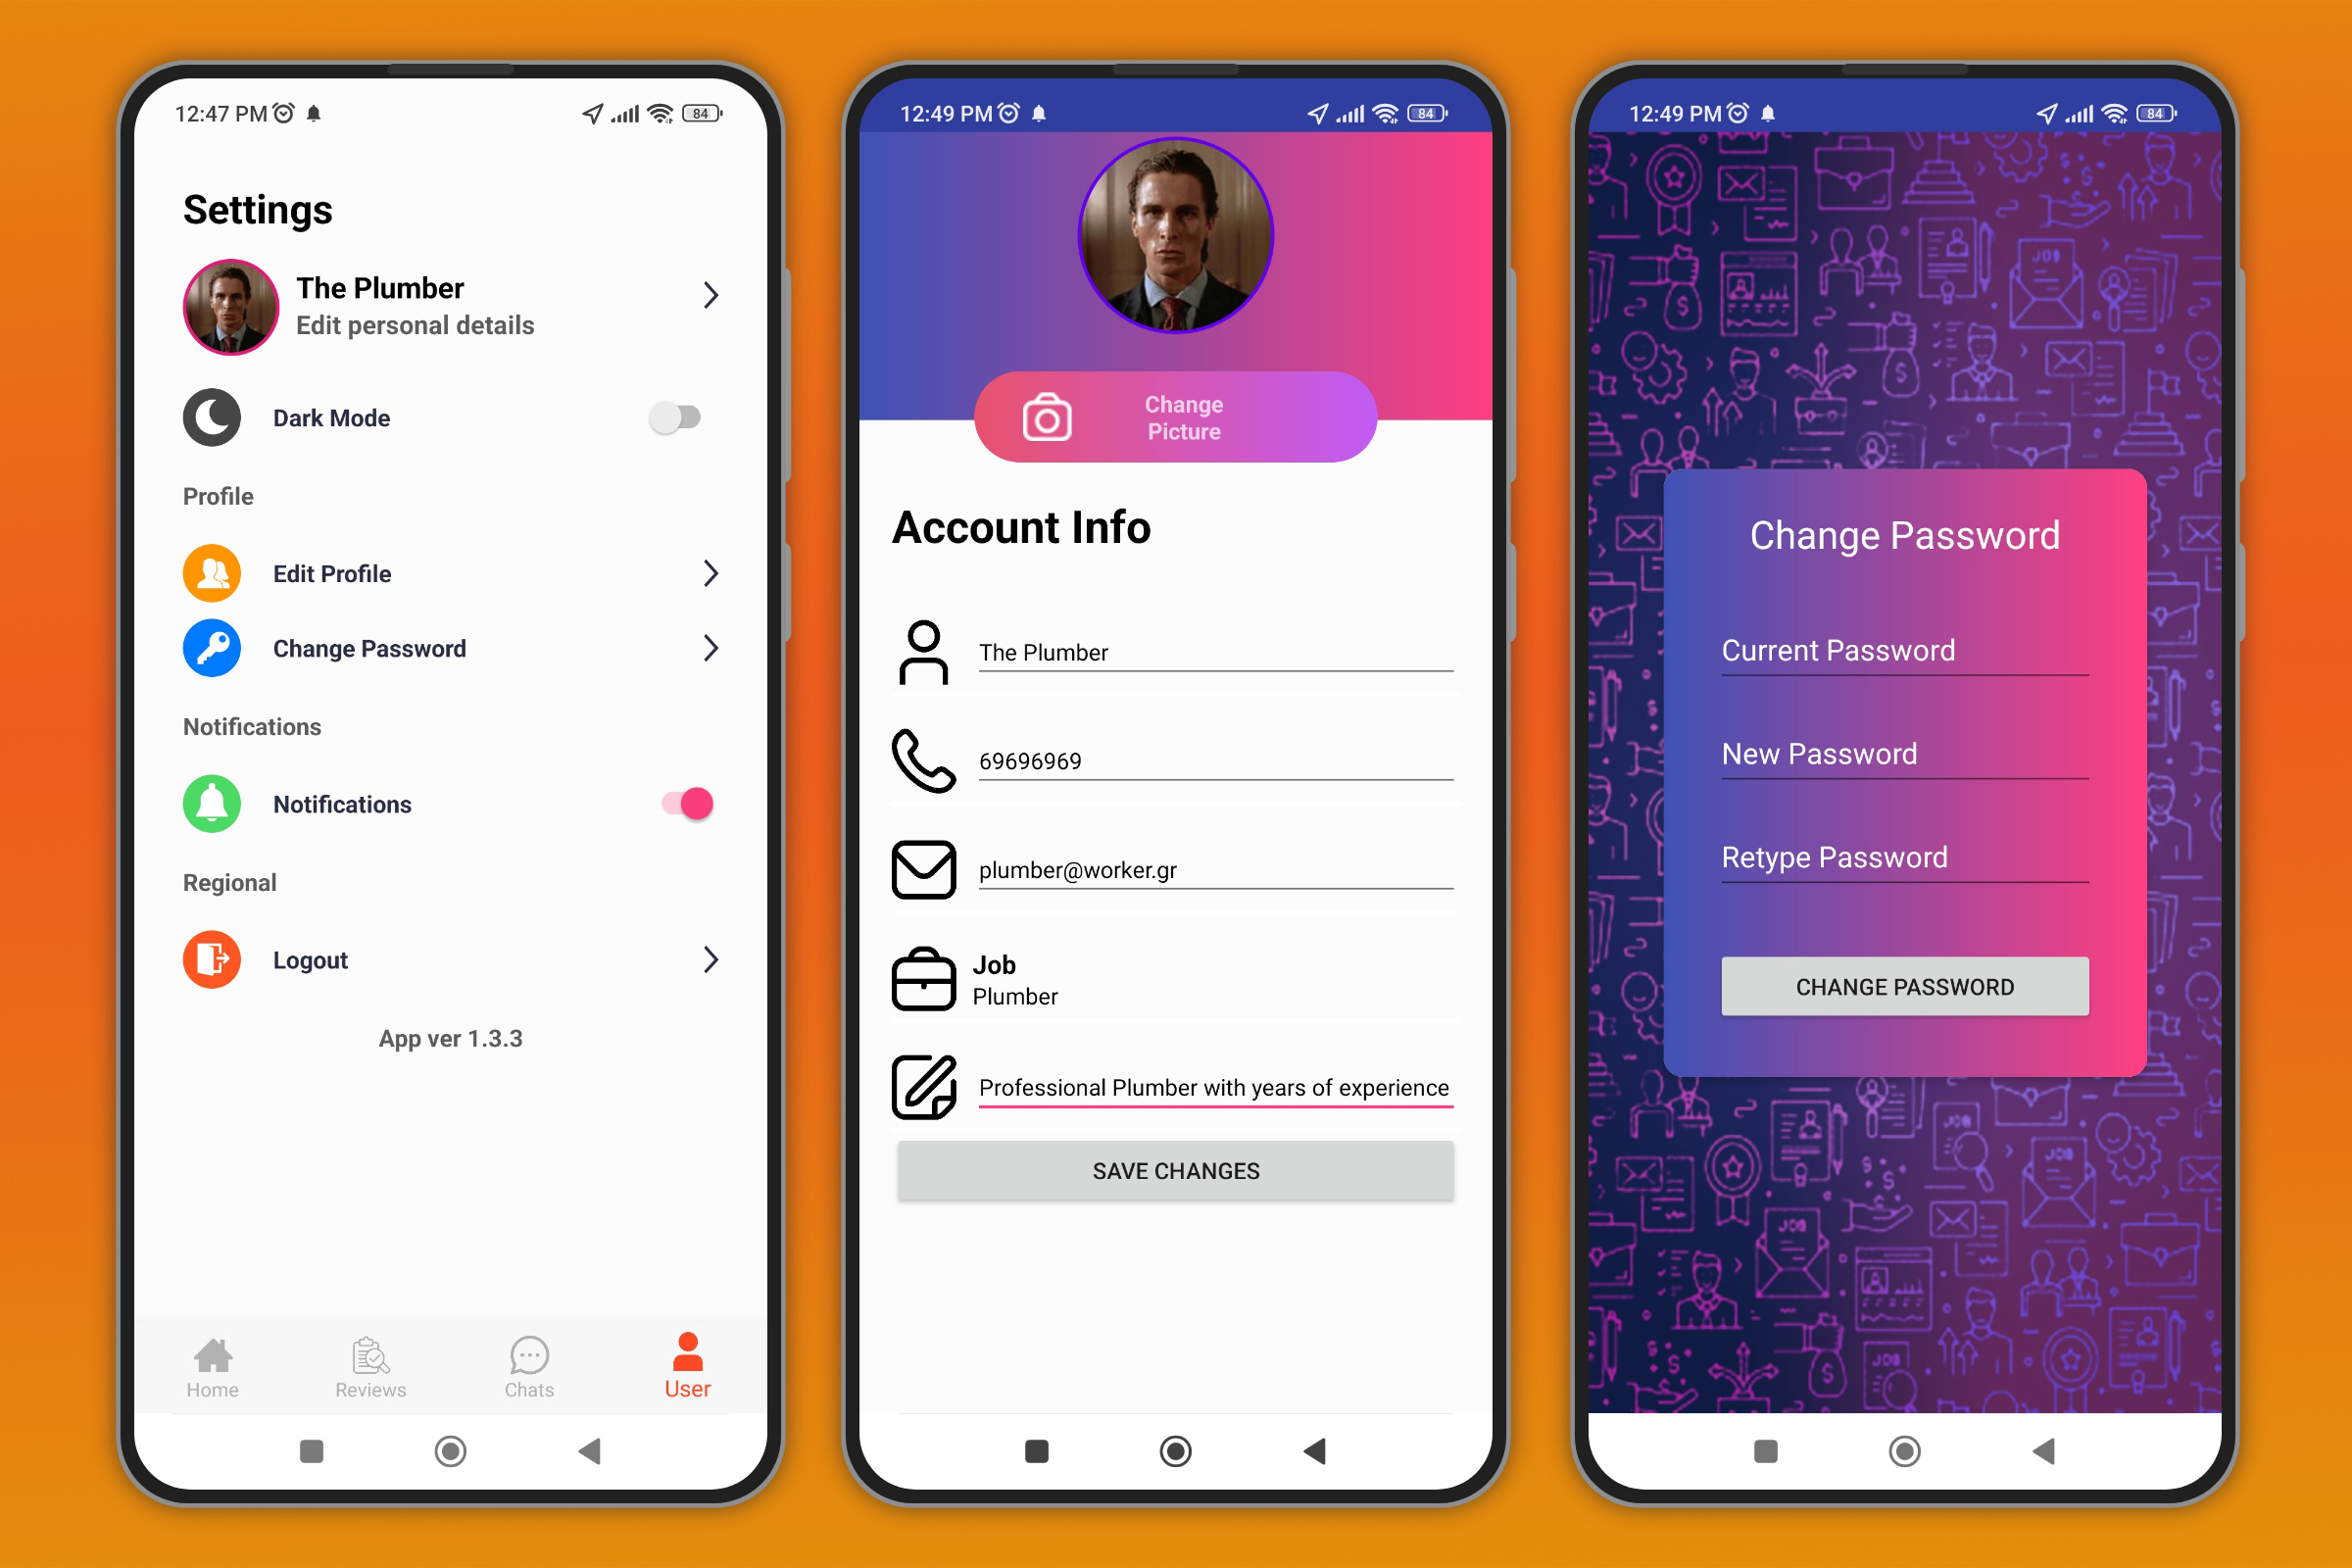 12:47 PM
84
Settings
The Plumber
Edit personal details
Dark Mode
Profile
Edit Profile
Change Password
Notifications
Notifications
Regional
Logout
App ver 1.3.3
Home
Reviews
Chats
User
12:49 PM
84
Change
Picture
Account Info
The Plumber
69696969
plumber@worker.gr
Job
Plumber
Professional Plumber with years of experience
SAVE CHANGES
12:49 PM
84
JOB
Change Password
Current Password
New Password
Retype Password
CHANGE PASSWORD
JOB
JOB
JOB
JOB